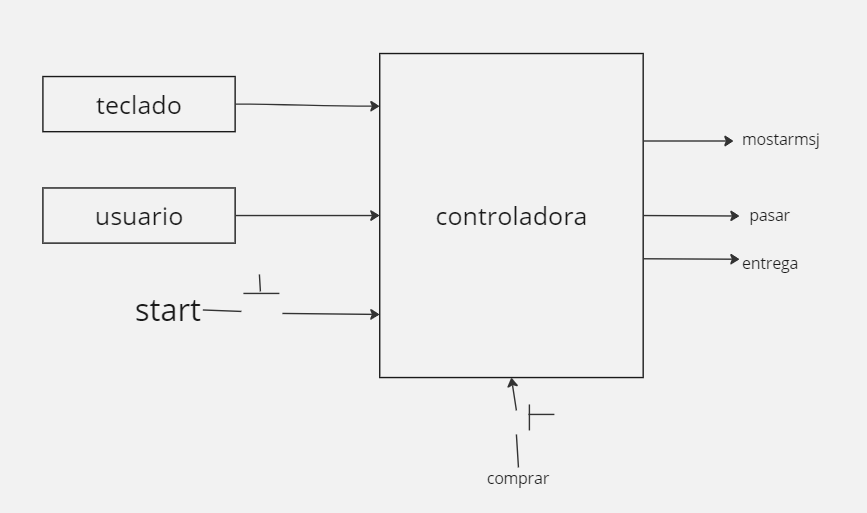 teclado
usuario
start
controladora
mostarmsj
pasar
entrega
comprar